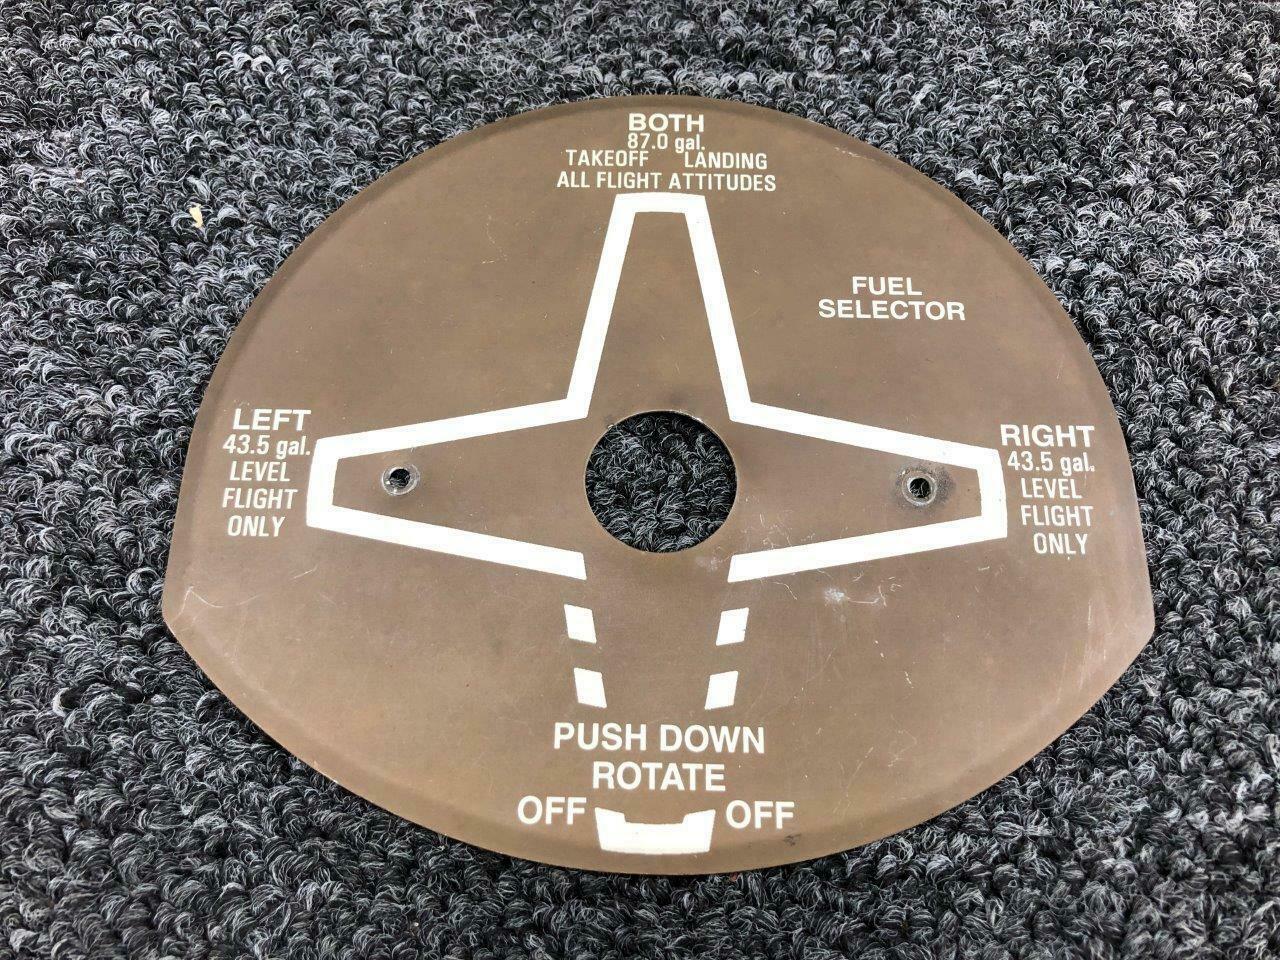 BOTH
87.0 gal.
TAKEOFF LANDING
ALL FLIGHT ATTITUDES
FUEL
SELECTOR
LEFT
43.5 gal.
LEVEL
FLIGHT
ONLY
RIGHT
43.5 gal.
LEVEL
FLIGHT
ONLY
PUSH DOWN
ROTATE
OFF OFF